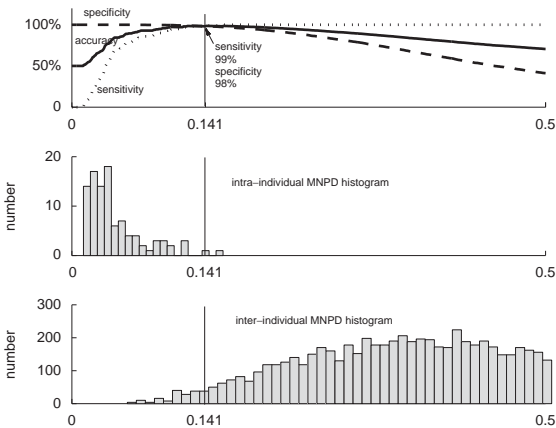 specificity
100%
accuracy
sensitivity
99%
specificity
98%
50%
sensitivity
0
0 0.141 0.5
20
intra-individual MNPD histogram
number
10
0
0 0.141 0.5
300
inter-individual MNPD histogram
200
number
100
0
0 0.141 0.5